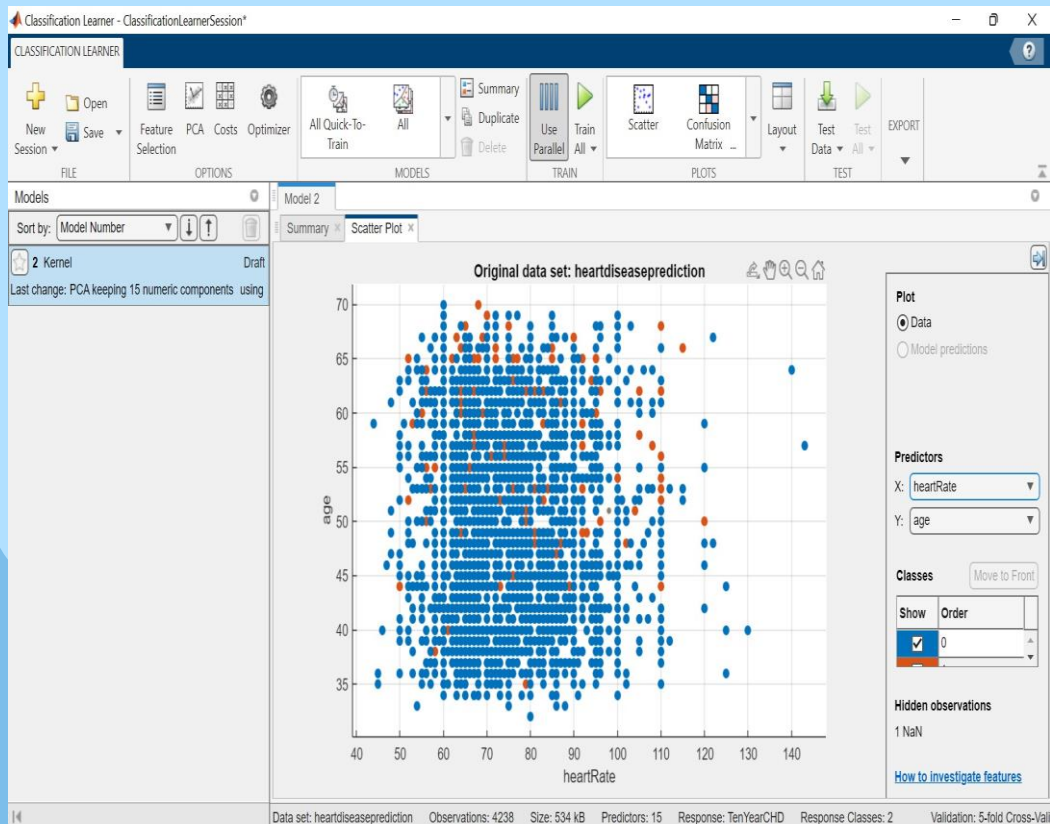 Classification Learner - ClassificationLearnerSession*
CLASSIFICATION LEARNER
New Session
Open
Save
FILE
Feature Selection
PCA
Costs
Optimizer
OPTIONS
All Quick-To-Train
All
Summary
Duplicate
Delete
MODELS
Use Parallel
Train All
TRAIN
Scatter
Confusion Matrix ...
Layout
PLOTS
Test Data
Test All
TEST
EXPORT
Models
Sort by: Model Number
2 Kernel Draft
Last change: PCA keeping 15 numeric components using
Model 2
Summary
Scatter Plot
Original data set: heartdiseaseprediction
70
65
60
55
50
45
40
35
age
40 50 60 70 80 90 100 110 120 130 140
heartRate
Plot
Data
Model predictions
Predictors
X: heartRate
Y: age
Classes
Move to Front
Show Order
0
Hidden observations
1 NaN
How to investigate features
Data set: heartdiseaseprediction Observations: 4238 Size: 534 kB Predictors: 15 Response: TenYearCHD Response Classes: 2 Validation: 5-fold Cross-Vali